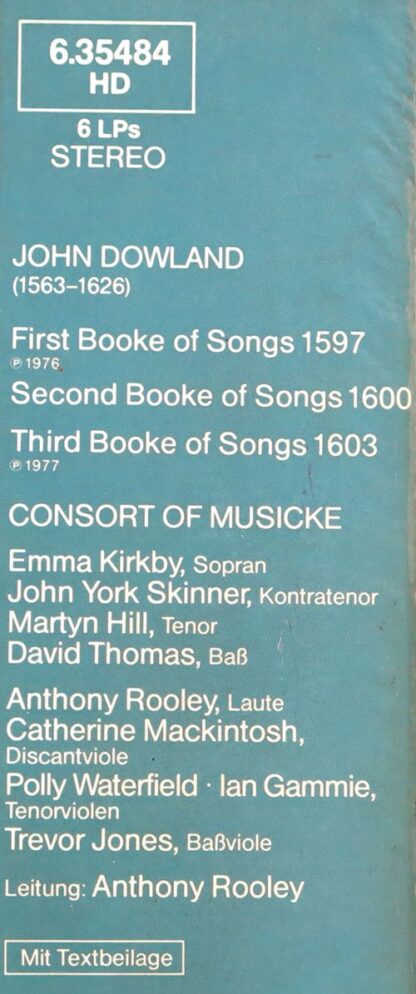 6.35484
HD
6 LPs
STEREO
JOHN DOWLAND
(1563–1626)
First Booke of Songs 1597
℗ 1976
Second Booke of Songs 1600
Third Booke of Songs 1603
℗ 1977
CONSORT OF MUSICKE
Emma Kirkby, Sopran
John York Skinner, Kontratenor
Martyn Hill, Tenor
David Thomas, Baß
Anthony Rooley, Laute
Catherine Mackintosh,
Discantviole
Polly Waterfield · Ian Gammie,
Tenorviolen
Trevor Jones, Baßviole
Leitung: Anthony Rooley
Mit Textbeilage